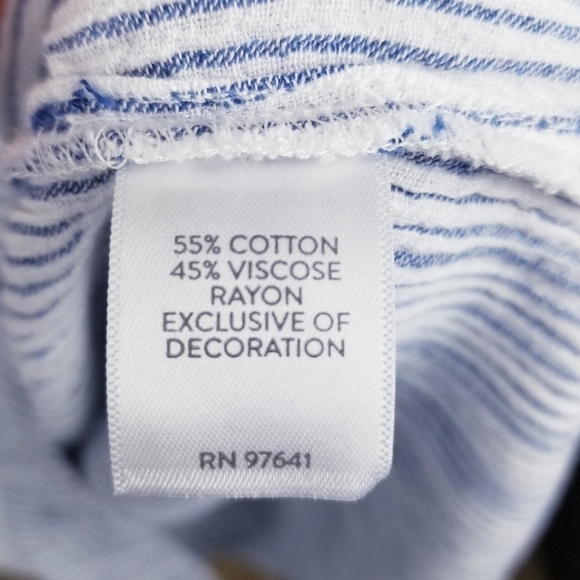 55% COTTON
45% VISCOSE
RAYON
EXCLUSIVE OF
DECORATION
RN 97641